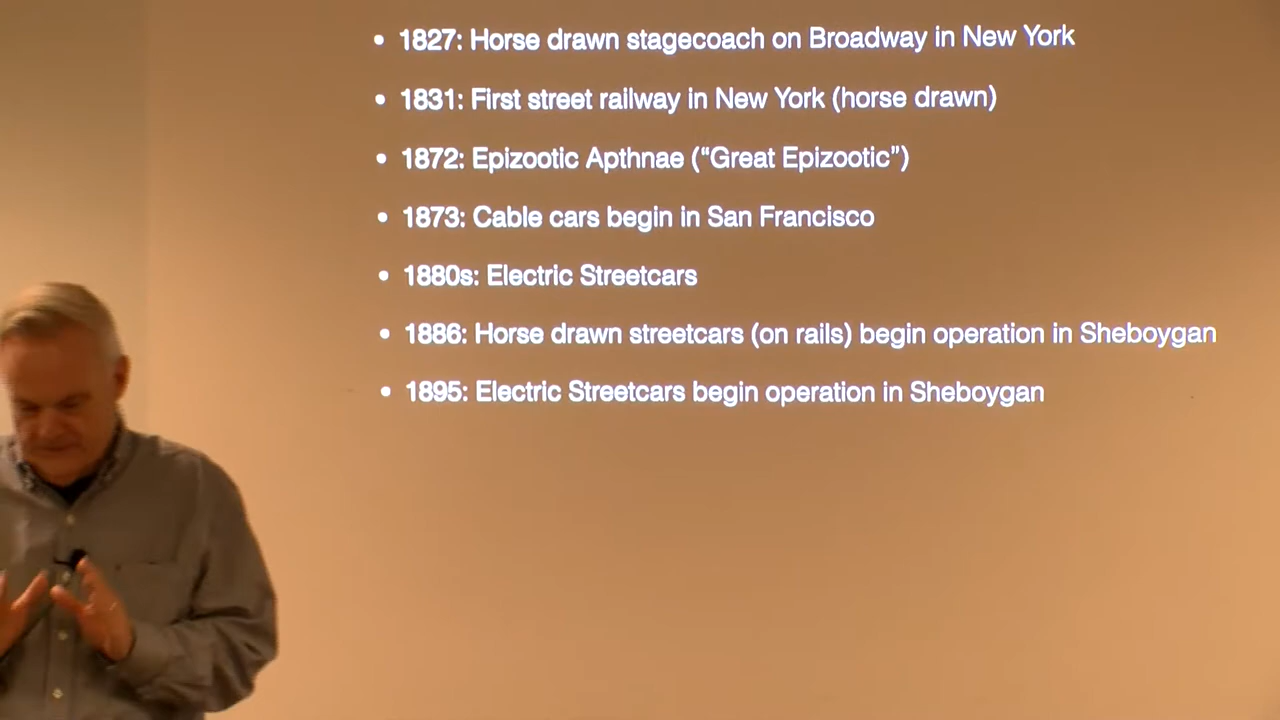 • 1827: Horse drawn stagecoach on Broadway in New York
• 1831: First street railway in New York (horse drawn)
• 1872: Epizootic Apthnae (“Great Epizootic”)
• 1873: Cable cars begin in San Francisco
• 1880s: Electric Streetcars
• 1886: Horse drawn streetcars (on rails) begin operation in Sheboygan
• 1895: Electric Streetcars begin operation in Sheboygan